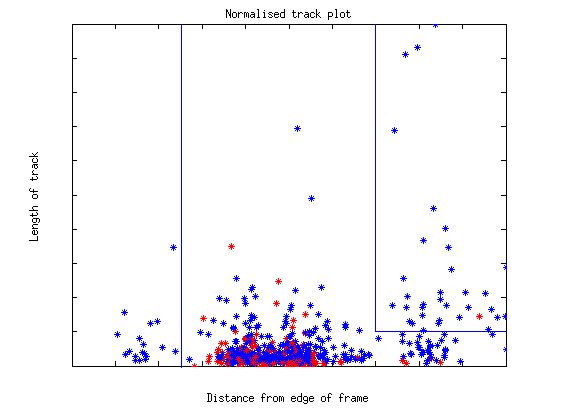 Normalised track plot
Length of track
Distance from edge of frame